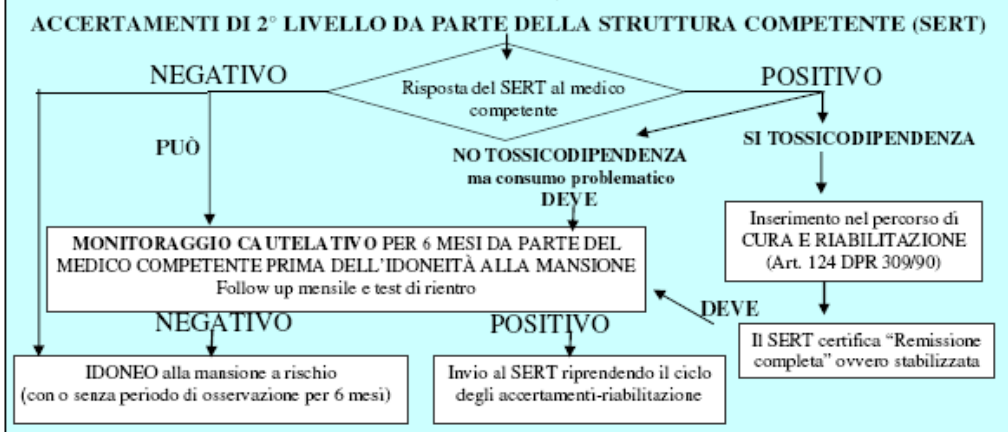 ACCERTAMENTI DI 2° LIVELLO DA PARTE DELLA STRUTTURA COMPETENTE (SERT)
NEGATIVO
Risposta del SERT al medico
competente
POSITIVO
PUÒ
NO TOSSICODIPENDENZA
ma consumo problematico
DEVE
SI TOSSICODIPENDENZA
MONITORAGGIO CAUTELATIVO PER 6 MESI DA PARTE DEL
MEDICO COMPETENTE PRIMA DELL'IDONEITÀ ALLA MANSIONE
Follow up mensile e test di rientro
Inserimento nel percorso di
CURA E RIABILITAZIONE
(Art. 124 DPR 309/90)
DEVE
Il SERT certifica “Remissione
completa” ovvero stabilizzata
NEGATIVO
POSITIVO
IDONEO alla mansione a rischio
(con o senza periodo di osservazione per 6 mesi)
Invio al SERT riprendendo il ciclo
degli accertamenti-riabilitazione